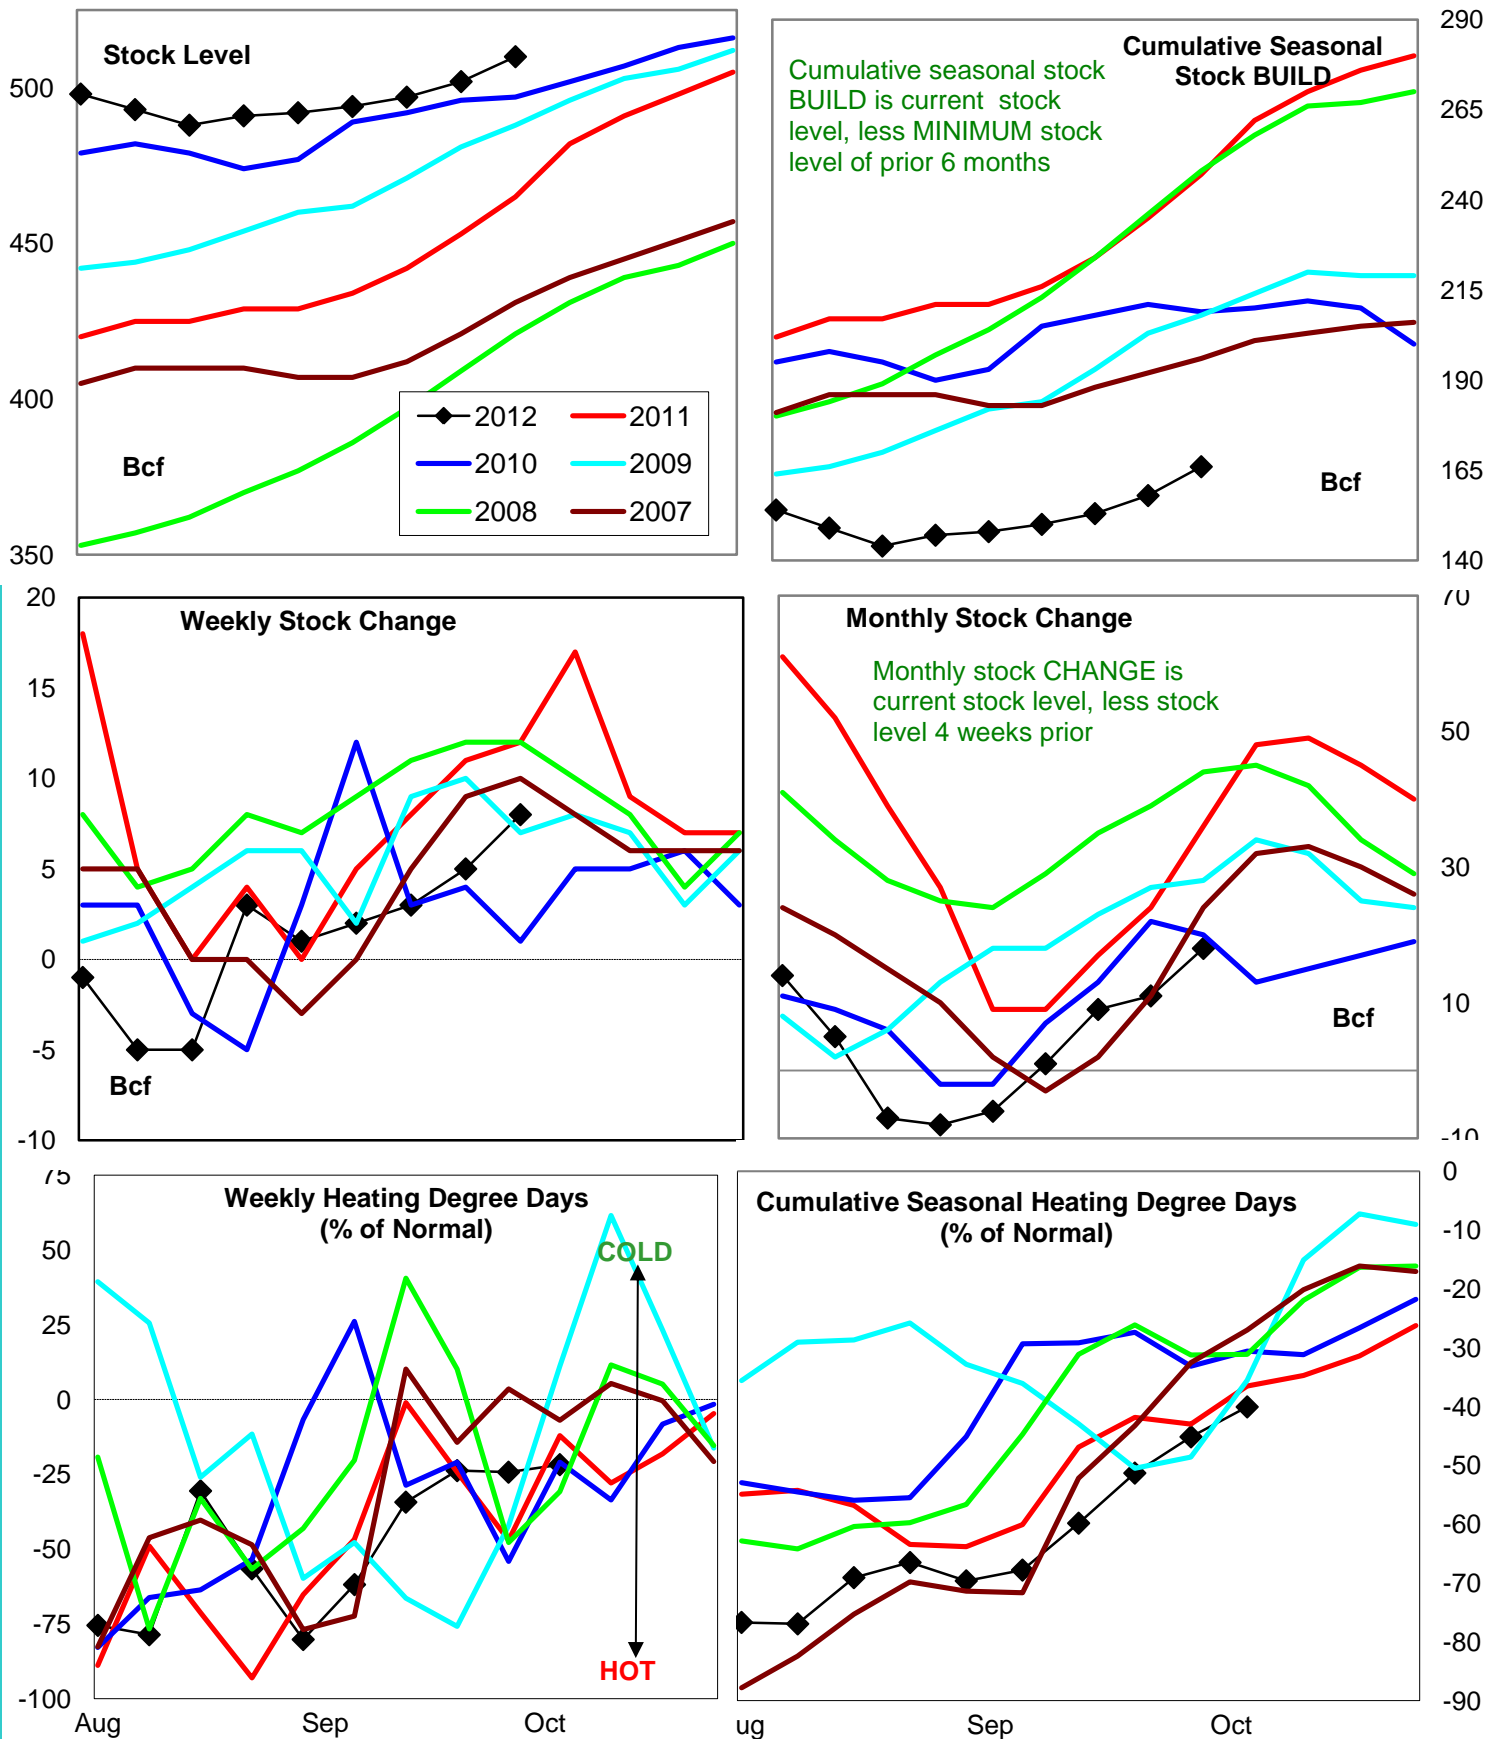 Stock Level
500
450
400
350
Bcf
2012
2011
2010
2009
2008
2007
Cumulative Seasonal
Stock BUILD
Cumulative seasonal stock
BUILD is current stock
level, less MINIMUM stock
level of prior 6 months
Bcf
290
265
240
215
190
165
140
Weekly Stock Change
20
15
10
5
0
-5
-10
Bcf
Monthly Stock Change
Monthly stock CHANGE is
current stock level, less stock
level 4 weeks prior
Bcf
70
50
30
10
-10
Weekly Heating Degree Days
(% of Normal)
75
50
25
0
-25
-50
-75
-100
COLD
HOT
Aug
Sep
Oct
Cumulative Seasonal Heating Degree Days
(% of Normal)
0
-10
-20
-30
-40
-50
-60
-70
-80
-90
ug
Sep
Oct